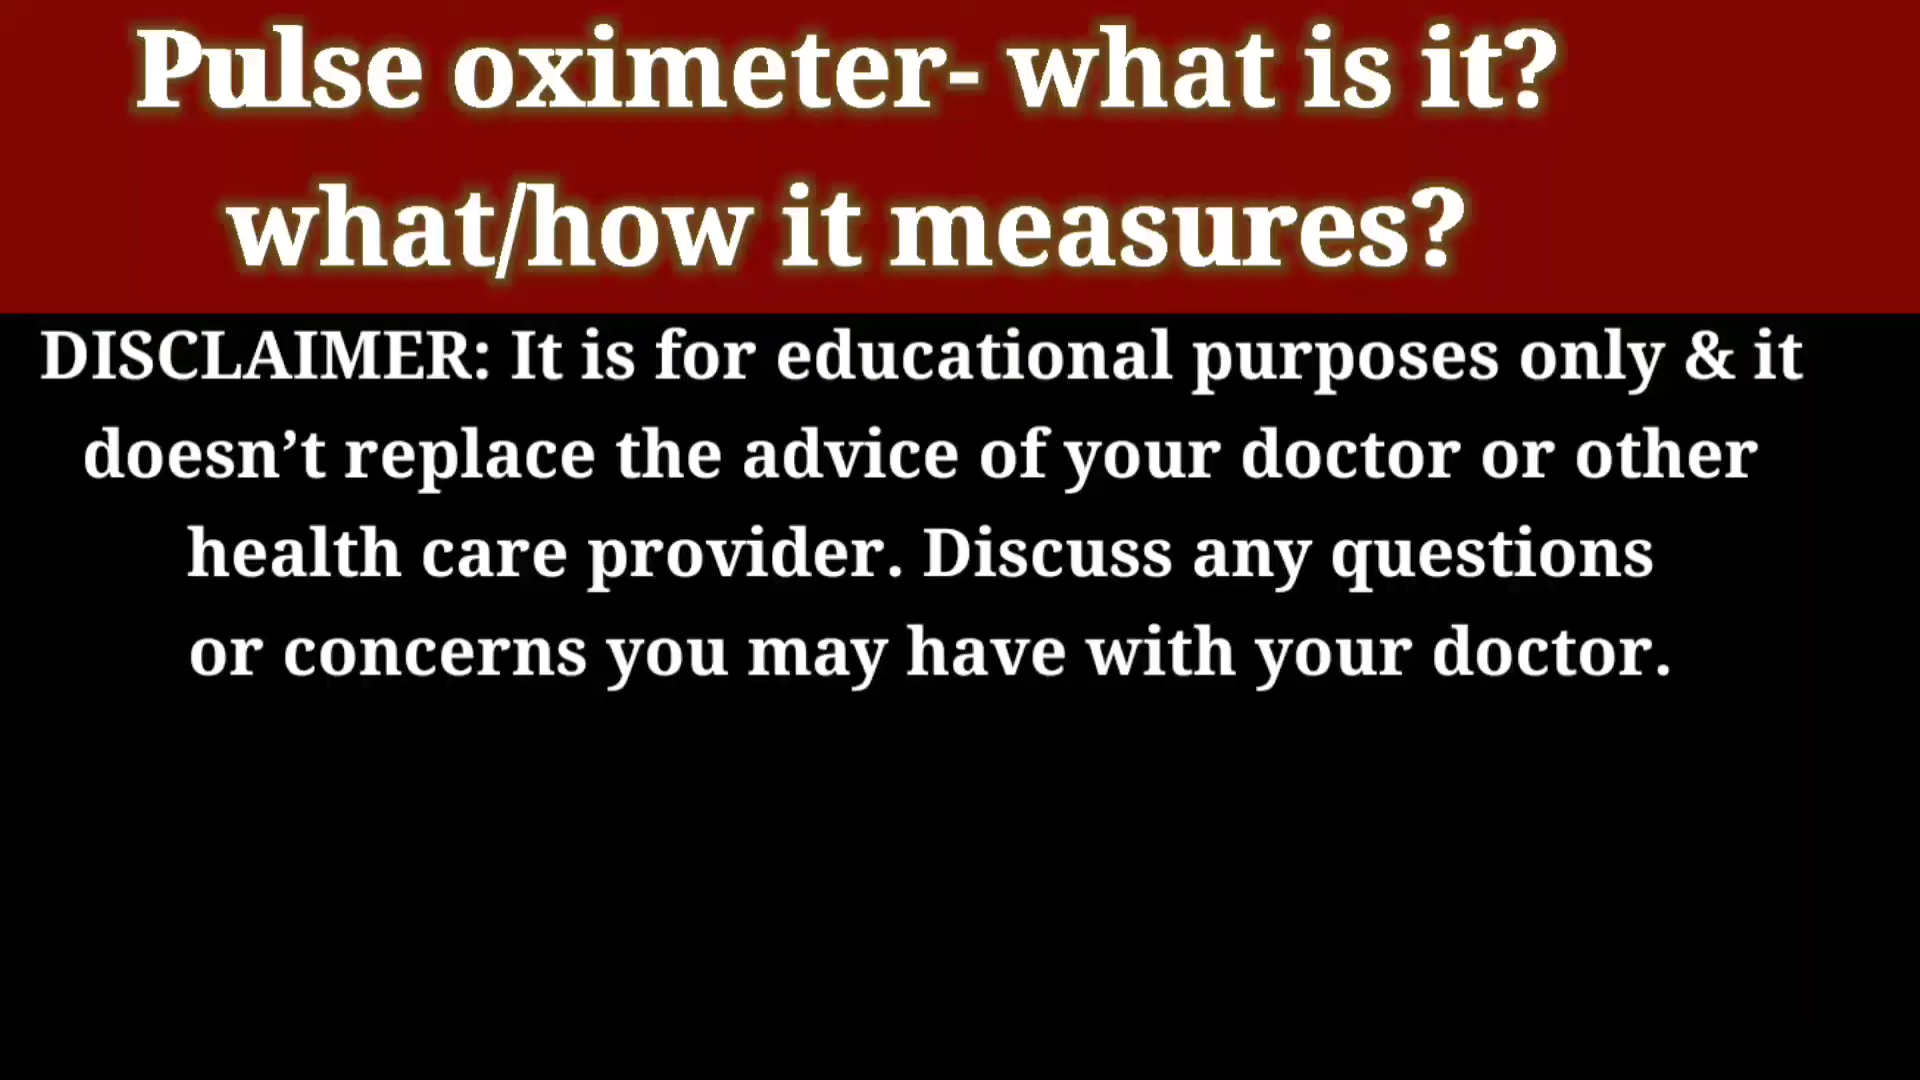 Pulse oximeter- what is it?
what/how it measures?
DISCLAIMER: It is for educational purposes only & it
doesn’t replace the advice of your doctor or other
health care provider. Discuss any questions
or concerns you may have with your doctor.